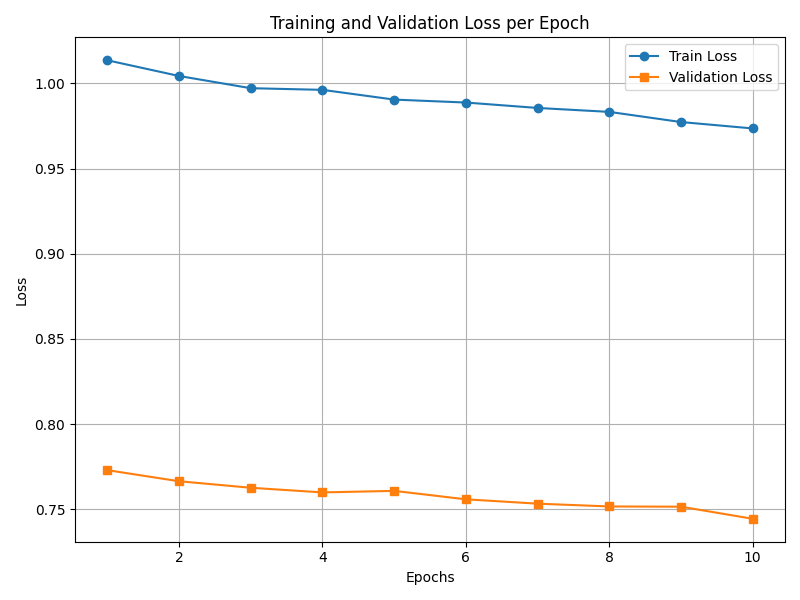 Training and Validation Loss per Epoch
Train Loss
Validation Loss
1.00
0.95
0.90
0.85
0.80
0.75
Loss
2 4 6 8 10
Epochs